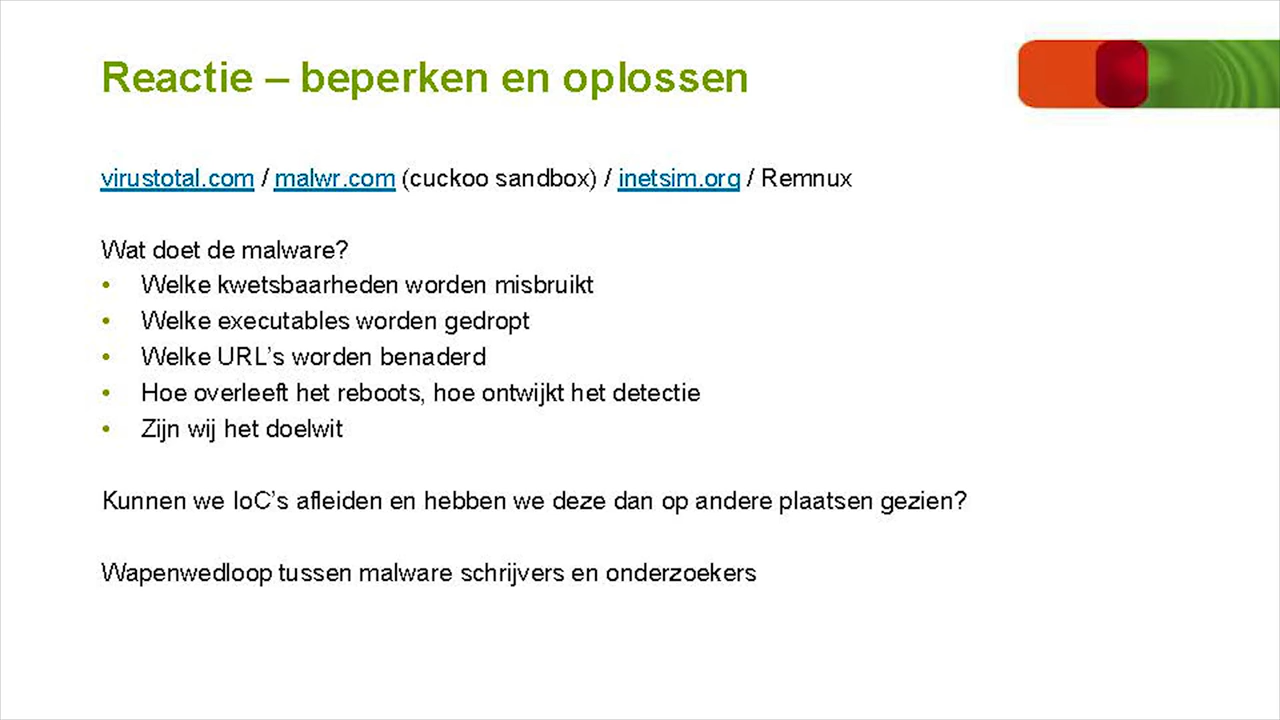 Reactie – beperken en oplossen
virustotal.com / malwr.com (cuckoo sandbox) / inetsim.org / Remnux
Wat doet de malware?
• Welke kwetsbaarheden worden misbruikt
• Welke executables worden gedropt
• Welke URL’s worden benaderd
• Hoe overleeft het reboots, hoe ontwijkt het detectie
• Zijn wij het doelwit
Kunnen we IoC’s afleiden en hebben we deze dan op andere plaatsen gezien?
Wapenwedloop tussen malware schrijvers en onderzoekers